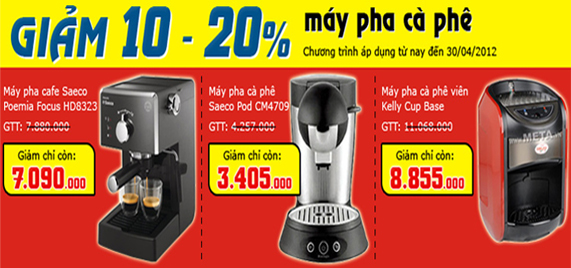 GIẢM 10 - 20%
máy pha cà phê
Chương trình áp dụng từ nay đến 30/04/2012
Máy pha cafe Saeco
Poemia Focus HD8323
GTT: 7.880.000
Giảm chỉ còn:
7.090.000
Máy pha cà phê
Saeco Pod CM4709
GTT: 4.257.000
Giảm chỉ còn:
3.405.000
Máy pha cà phê viên
Kelly Cup Base
GTT: 11.068.000
Giảm chỉ còn:
8.855.000
www.META.vn